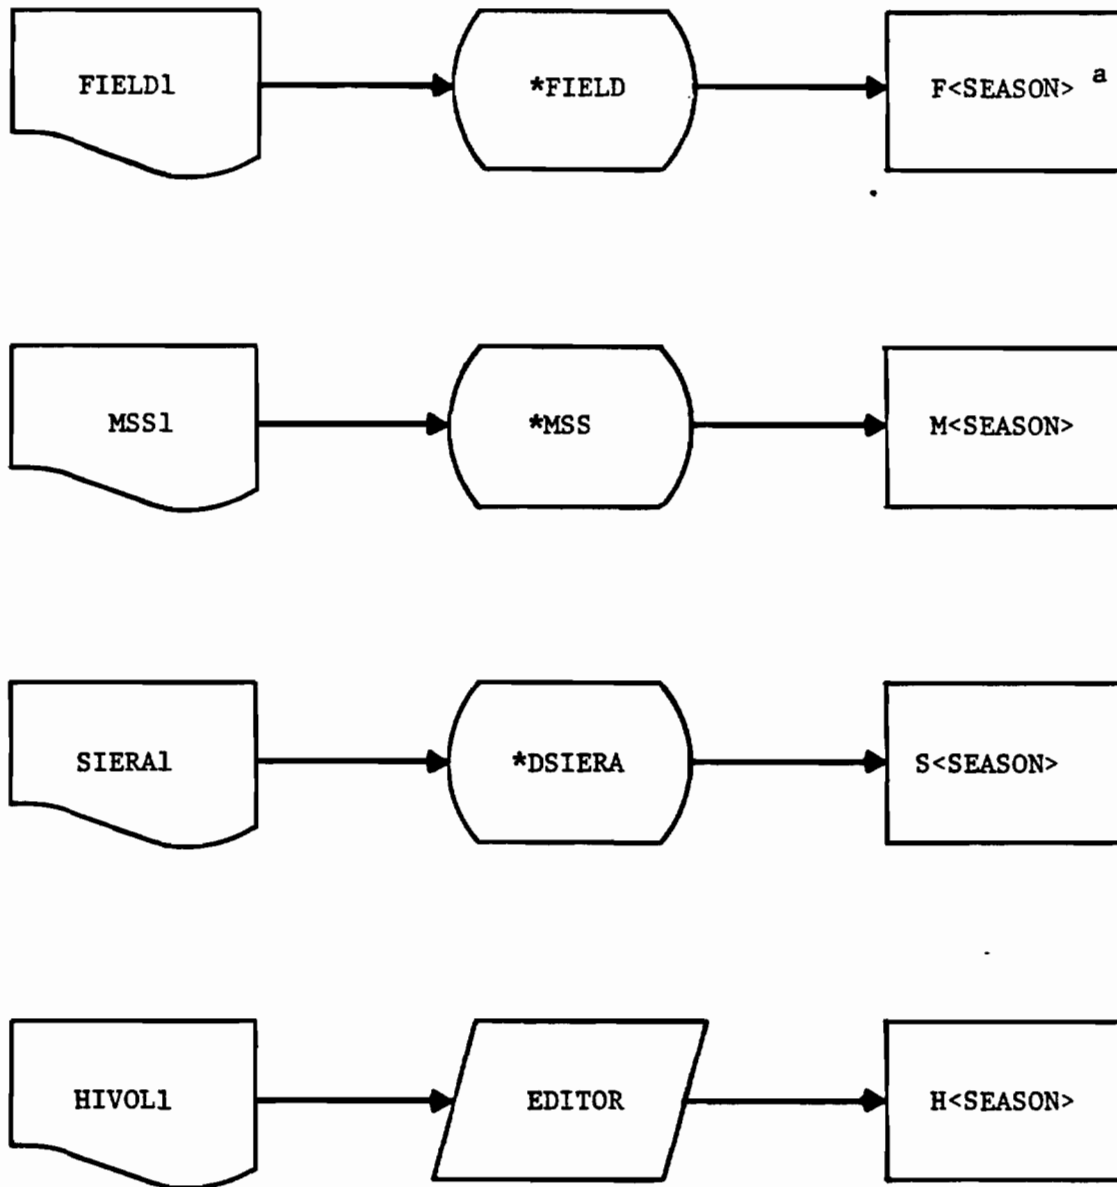 FIELD1 *FIELD F<SEASON> a
MSS1 *MSS M<SEASON>
SIERA1 *DSIERA S<SEASON>
HIVOL1 EDITOR H<SEASON>